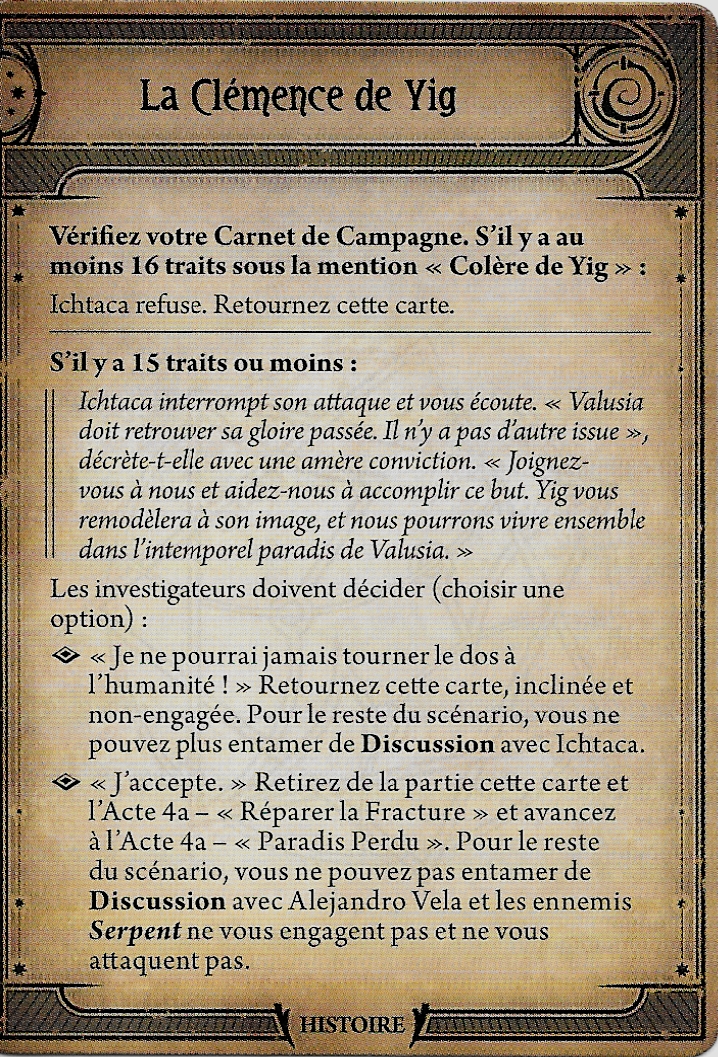 La Clémence de Yig
Vérifiez votre Carnet de Campagne. S'il y a au
moins 16 traits sous la mention « Colère de Yig » :
Ichtaca refuse. Retournez cette carte.
S'il y a 15 traits ou moins :
Ichtaca interrompt son attaque et vous écoute. « Valusia
doit retrouver sa gloire passée. Il n'y a pas d'autre issue »,
décrète-t-elle avec une amère conviction. « Joignez-
vous à nous et aidez-nous à accomplir ce but. Yig vous
remodèlera à son image, et nous pourrons vivre ensemble
dans l'intemporel paradis de Valusia. »
Les investigateurs doivent décider (choisir une
option) :
« Je ne pourrai jamais tourner le dos à
l'humanité ! » Retournez cette carte, inclinée et
non-engagée. Pour le reste du scénario, vous ne
pouvez plus entamer de Discussion avec Ichtaca.
« J'accepte. » Retirez de la partie cette carte et
l'Acte 4a – « Réparer la Fracture » et avancez
à l'Acte 4a – « Paradis Perdu ». Pour le reste
du scénario, vous ne pouvez pas entamer de
Discussion avec Alejandro Vela et les ennemis
Serpent ne vous engagent pas et ne vous
attaquent pas.
HISTOIRE